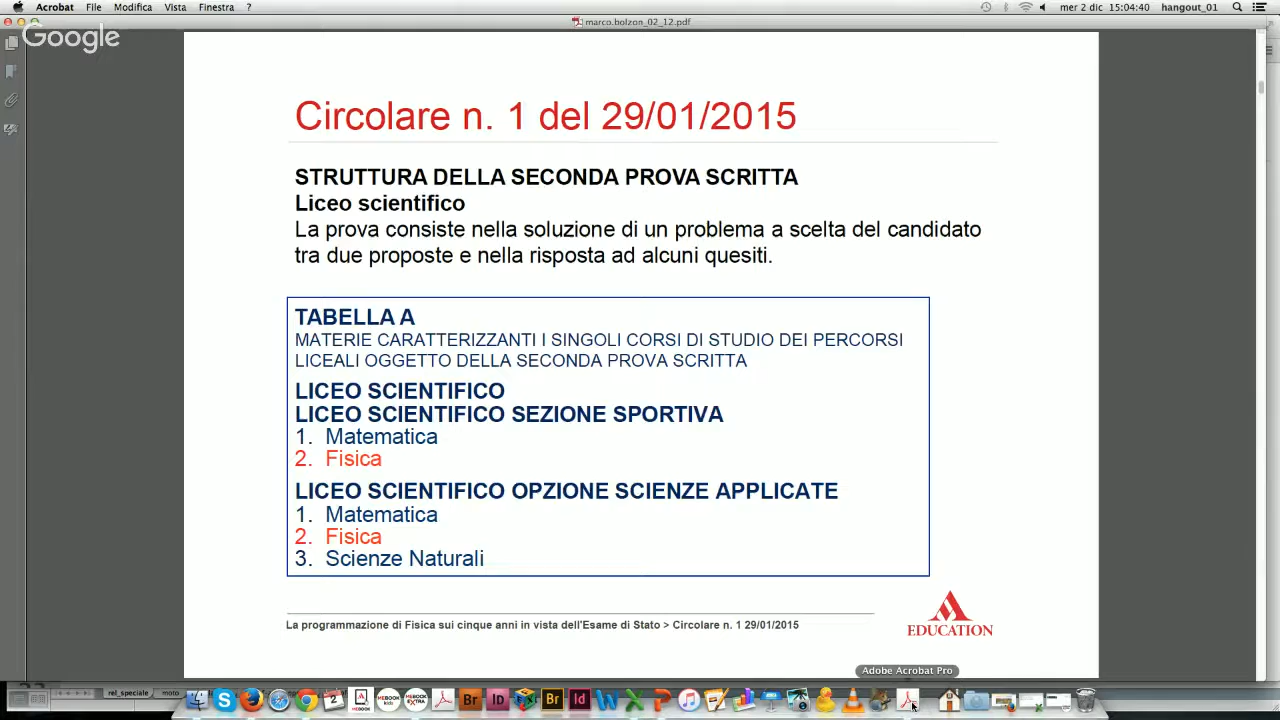 Acrobat File Modifica Vista Finestra ? mer 2 dic 15:04:40 hangout_01
marco.bolzon_02_12.pdf
Google
Circolare n. 1 del 29/01/2015
STRUTTURA DELLA SECONDA PROVA SCRITTA
Liceo scientifico
La prova consiste nella soluzione di un problema a scelta del candidato
tra due proposte e nella risposta ad alcuni quesiti.
TABELLA A
MATERIE CARATTERIZZANTI I SINGOLI CORSI DI STUDIO DEI PERCORSI
LICEALI OGGETTO DELLA SECONDA PROVA SCRITTA
LICEO SCIENTIFICO
LICEO SCIENTIFICO SEZIONE SPORTIVA
1. Matematica
2. Fisica
LICEO SCIENTIFICO OPZIONE SCIENZE APPLICATE
1. Matematica
2. Fisica
3. Scienze Naturali
La programmazione di Fisica sui cinque anni in vista dell'Esame di Stato > Circolare n. 1 29/01/2015
EDUCATION
Adobe Acrobat Pro
rel_speciale moto